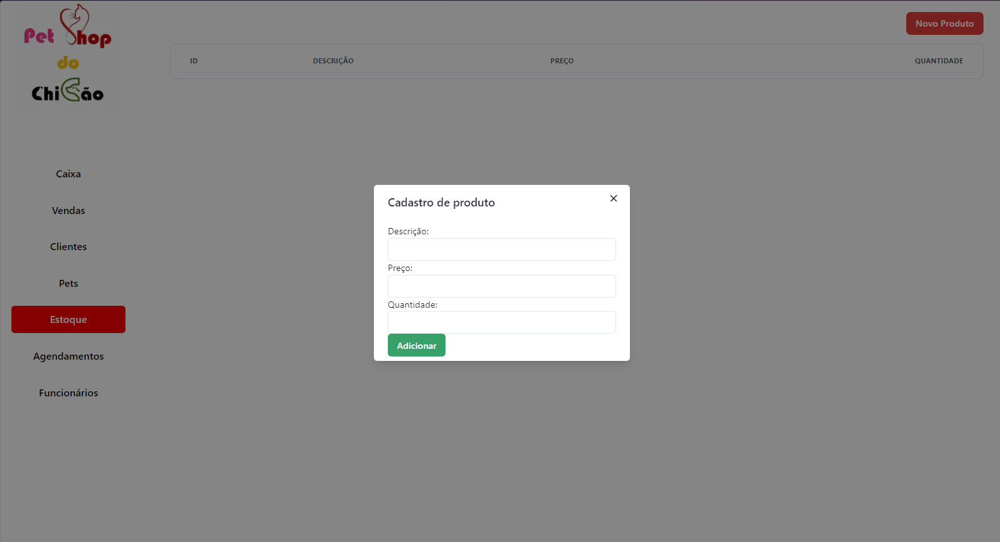 Pet Shop
do
ChiCão
Caixa
Vendas
Clientes
Pets
Estoque
Agendamentos
Funcionários
Novo Produto
ID DESCRIÇÃO PREÇO QUANTIDADE
Cadastro de produto
Descrição:
Preço:
Quantidade:
Adicionar